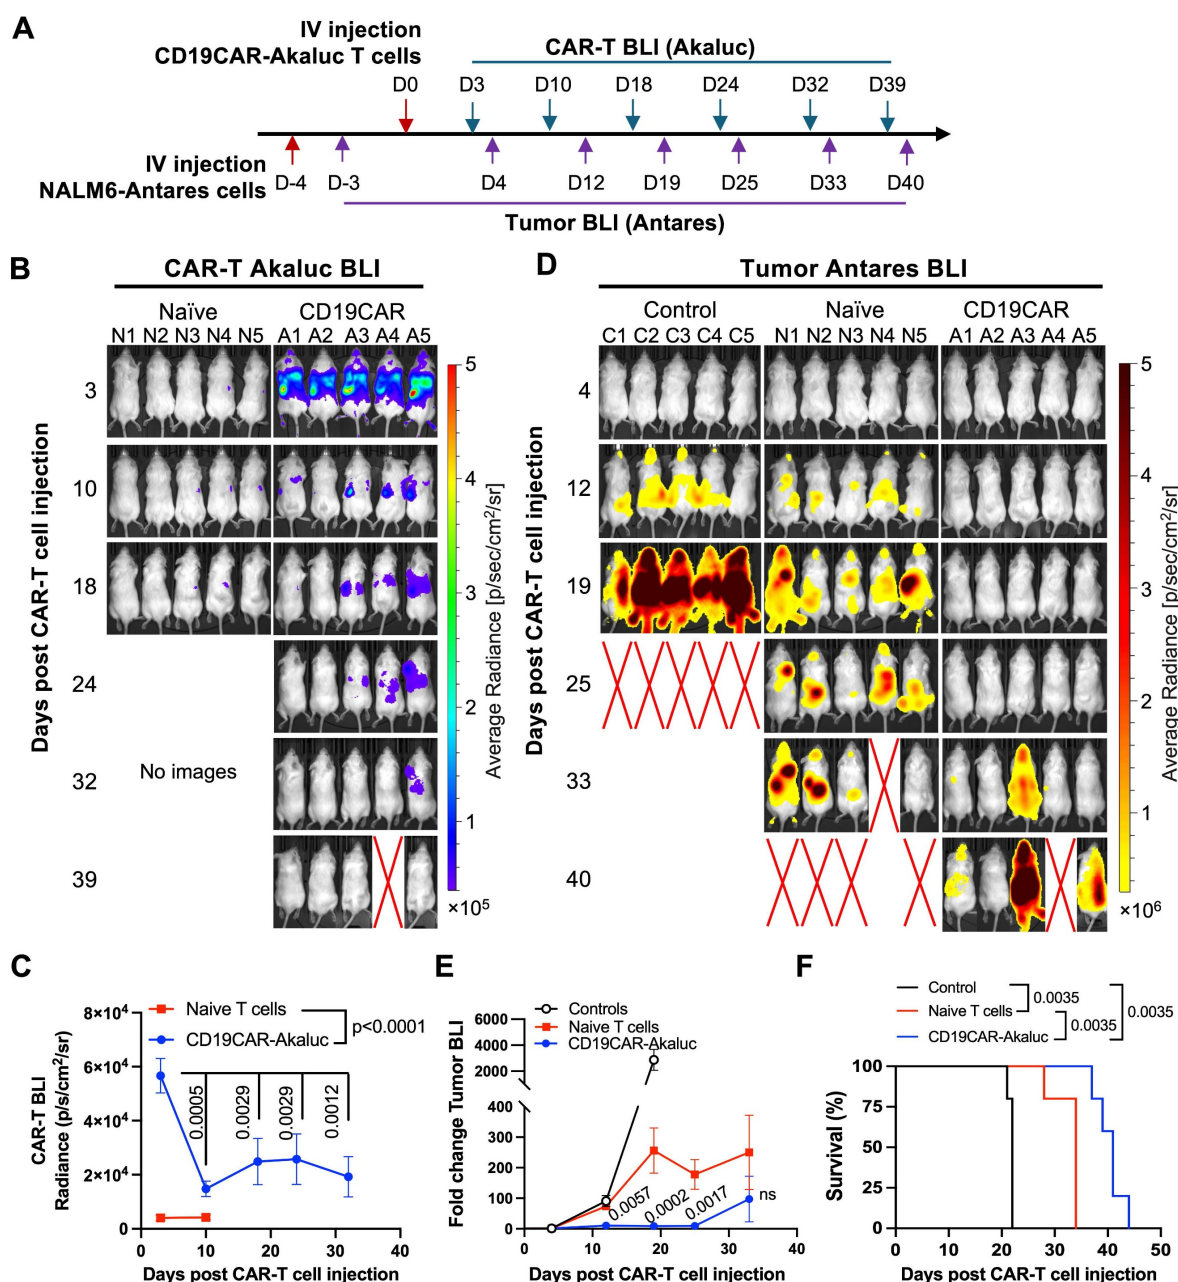 A
IV injection
CD19CAR-Akaluc T cells
CAR-T BLI (Akaluc)
D0 D3 D10 D18 D24 D32 D39
IV injection
NALM6-Antares cells
D-4 D-3 D4 D12 D19 D25 D33 D40
Tumor BLI (Antares)
B
CAR-T Akaluc BLI
Naïve CD19CAR
N1 N2 N3 N4 N5 A1 A2 A3 A4 A5
Days post CAR-T cell injection
3
10
18
24
32
No images
39
5
4
3
2
1
×10⁵
Average Radiance [p/sec/cm²/sr]
D
Tumor Antares BLI
Control Naïve CD19CAR
C1 C2 C3 C4 C5 N1 N2 N3 N4 N5 A1 A2 A3 A4 A5
Days post CAR-T cell injection
4
12
19
25
33
40
5
4
3
2
1
×10⁶
Average Radiance [p/sec/cm²/sr]
C
Naive T cells
CD19CAR-Akaluc
p<0.0001
CAR-T BLI
Radiance (p/s/cm²/sr)
8×10⁴
6×10⁴
4×10⁴
2×10⁴
0
0.0005 0.0029 0.0029 0.0012
0 10 20 30 40
Days post CAR-T cell injection
E
Controls
Naive T cells
CD19CAR-Akaluc
Fold change Tumor BLI
6000
4000
2000
400
300
200
100
0
0.0057 0.0002 0.0017 ns
0 10 20 30 40
Days post CAR-T cell injection
F
Control
Naive T cells
CD19CAR-Akaluc
0.0035
0.0035
0.0035
Survival (%)
100
75
50
25
0
0 10 20 30 40 50
Days post CAR-T cell injection